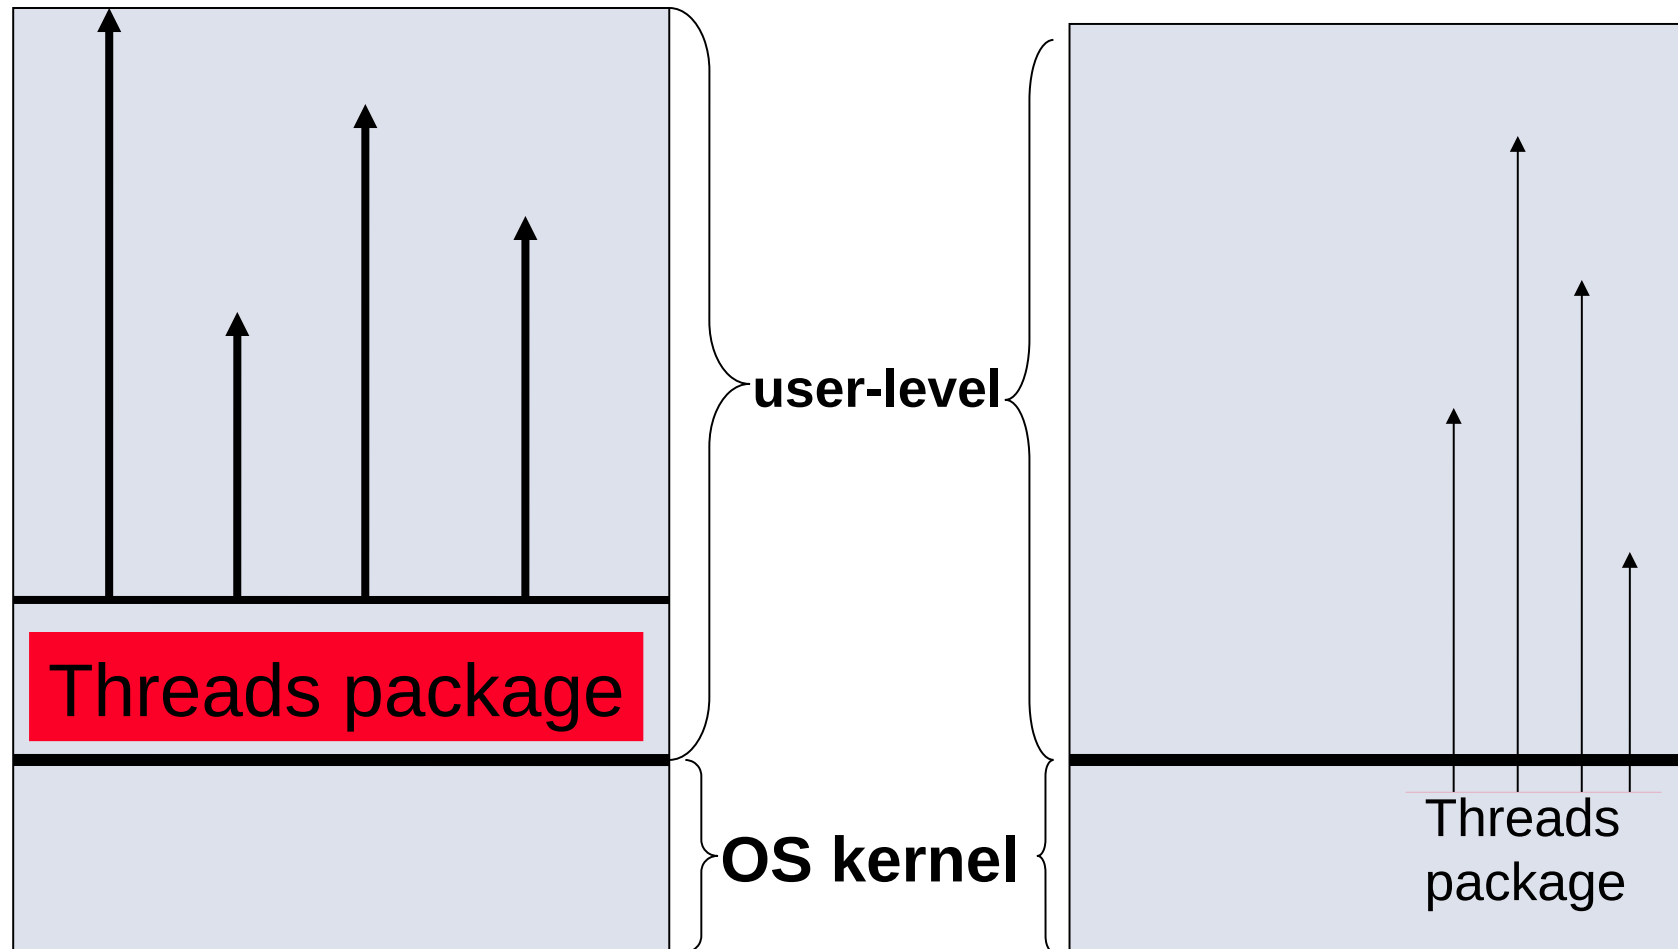 user-level
Threads package
OS kernel
Threads
package